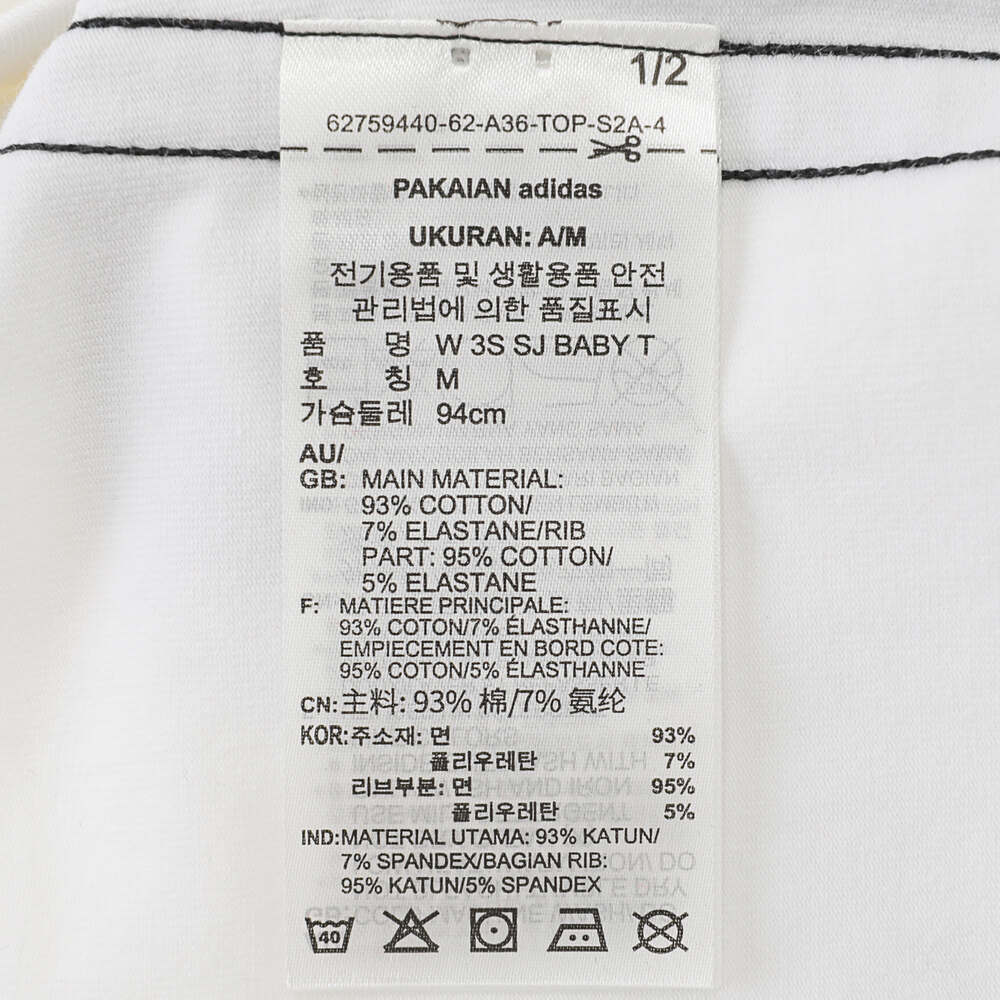 1/2
62759440-62-A36-TOP-S2A-4
PAKAIAN adidas
UKURAN: A/M
전기용품 및 생활용품 안전
관리법에 의한 품질표시
품 명 W 3S SJ BABY T
호 칭 M
가슴둘레 94cm
AU/
GB: MAIN MATERIAL:
93% COTTON/
7% ELASTANE/RIB
PART: 95% COTTON/
5% ELASTANE
F: MATIERE PRINCIPALE:
93% COTON/7% ÉLASTHANNE/
EMPIECEMENT EN BORD COTE:
95% COTON/5% ÉLASTHANNE
CN:主料: 93% 棉/7% 氨纶
KOR:주소재: 면 93%
폴리우레탄 7%
리브부분: 면 95%
폴리우레탄 5%
IND:MATERIAL UTAMA: 93% KATUN/
7% SPANDEX/BAGIAN RIB:
95% KATUN/5% SPANDEX
40